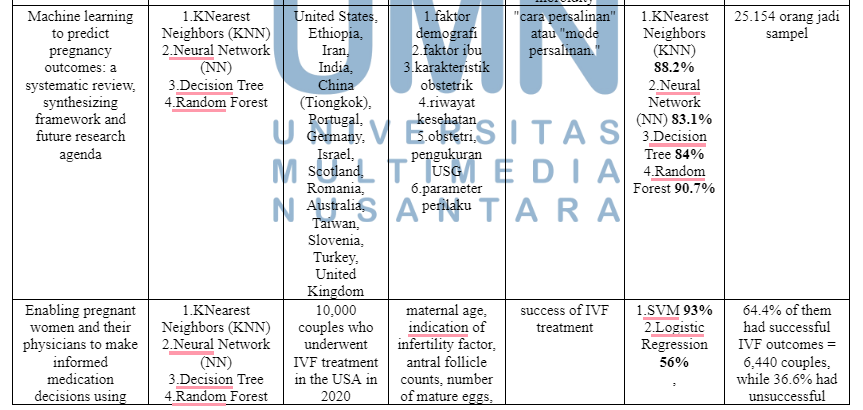 morbidity
Machine learning
to predict
pregnancy
outcomes: a
systematic review,
synthesizing
framework and
future research
agenda
1.KNearest
Neighbors (KNN)
2.Neural Network
(NN)
3.Decision Tree
4.Random Forest
United States,
Ethiopia,
Iran,
India,
China
(Tiongkok),
Portugal,
Germany,
Israel,
Scotland,
Romania,
Australia,
Taiwan,
Slovenia,
Turkey,
United
Kingdom
1.faktor
demografi
2.faktor ibu
3.karakteristik
obstetrik
4.riwayat
kesehatan
5.obstetri,
pengukuran
USG
6.parameter
perilaku
"cara persalinan"
atau "mode
persalinan."
1.KNearest
Neighbors
(KNN)
88.2%
2.Neural
Network
(NN) 83.1%
3.Decision
Tree 84%
4.Random
Forest 90.7%
25.154 orang jadi
sampel
Enabling pregnant
women and their
physicians to make
informed
medication
decisions using
1.KNearest
Neighbors (KNN)
2.Neural Network
(NN)
3.Decision Tree
4.Random Forest
10,000
couples who
underwent
IVF treatment
in the USA in
2020
maternal age,
indication of
infertility factor,
antral follicle
counts, number
of mature eggs,
success of IVF
treatment
1.SVM 93%
2.Logistic
Regression
56%
,
64.4% of them
had successful
IVF outcomes =
6,440 couples,
while 36.6% had
unsuccessful
UMN
UNIVERSITAS
MULTIMEDIA
NUSANTARA